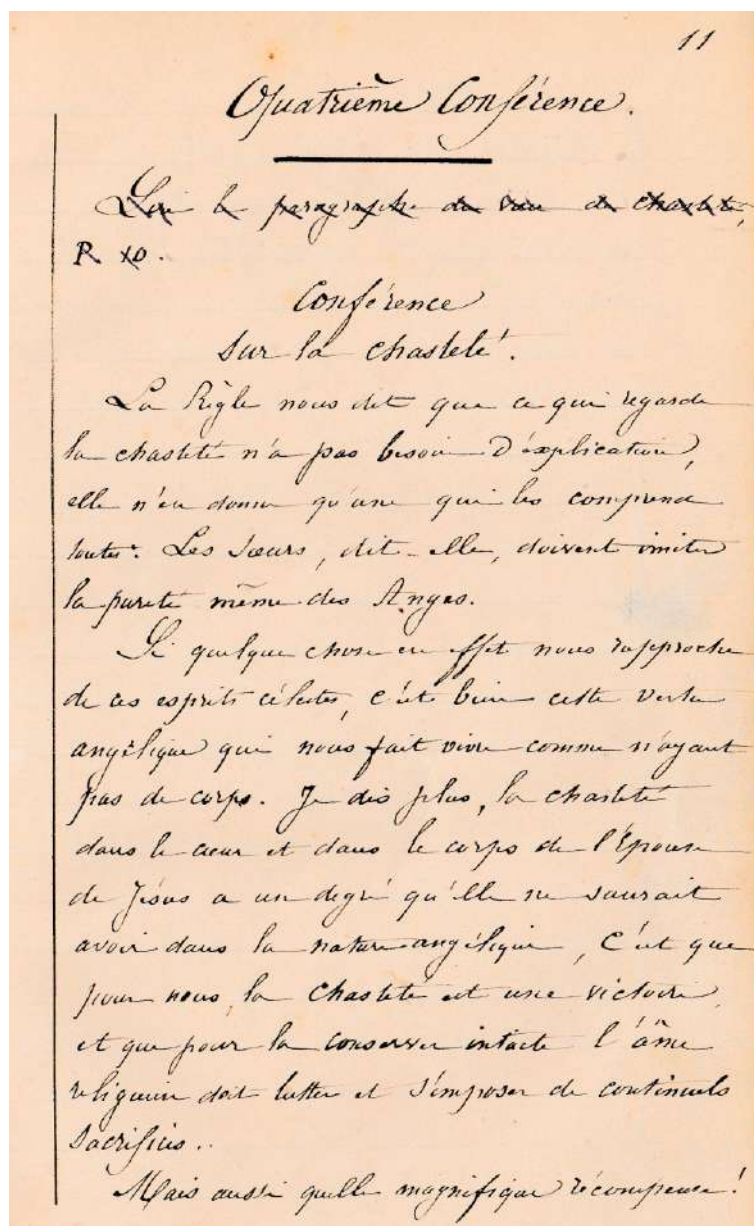 11
Quatrième Conférence.
Lire le paragraphe du vœu de chasteté,
P. 10.
Conférence
sur la chasteté.
La Règle nous dit que ce qui regarde
la chasteté n'a pas besoin d'explication,
elle n'en donne qu'une qui les comprend
toutes. Les Sœurs, dit-elle, doivent imiter
la pureté même des Anges.
Si quelque chose en effet nous rapproche
de ces esprits célestes, c'est bien cette vertu
angélique qui nous fait vivre comme n'ayant
pas de corps. Je dis plus, la chasteté
dans le cœur et dans le corps de l'Épouse
de Jésus a un degré qu'elle ne saurait
avoir dans la nature angélique, c'est que
pour nous, la chasteté est une victoire,
et que pour la conserver intacte l'âme
religieuse doit lutter et s'imposer de continuels
sacrifices..
Mais aussi quelle magnifique récompense!